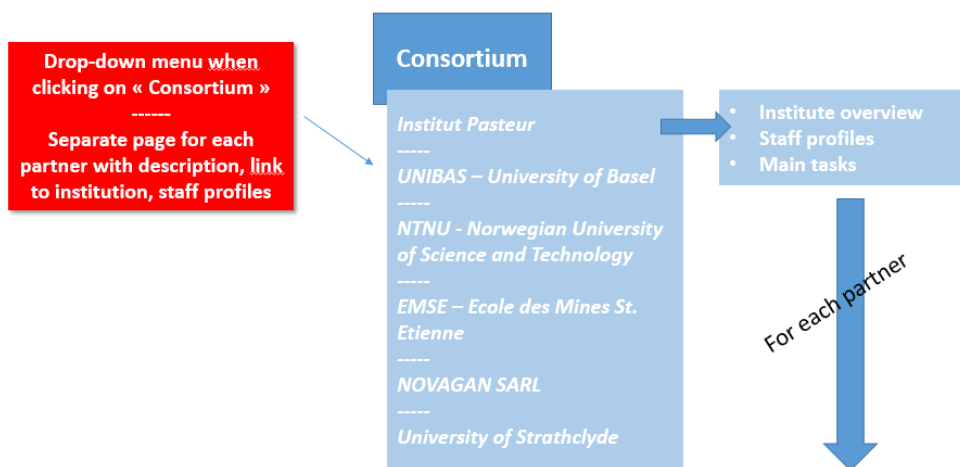 Drop-down menu when
clicking on « Consortium »
------
Separate page for each
partner with description, link
to institution, staff profiles
Consortium
Institut Pasteur
-----
UNIBAS – University of Basel
-----
NTNU - Norwegian University
of Science and Technology
-----
EMSE – Ecole des Mines St.
Etienne
-----
NOVAGAN SARL
-----
University of Strathclyde
• Institute overview
• Staff profiles
• Main tasks
For each partner